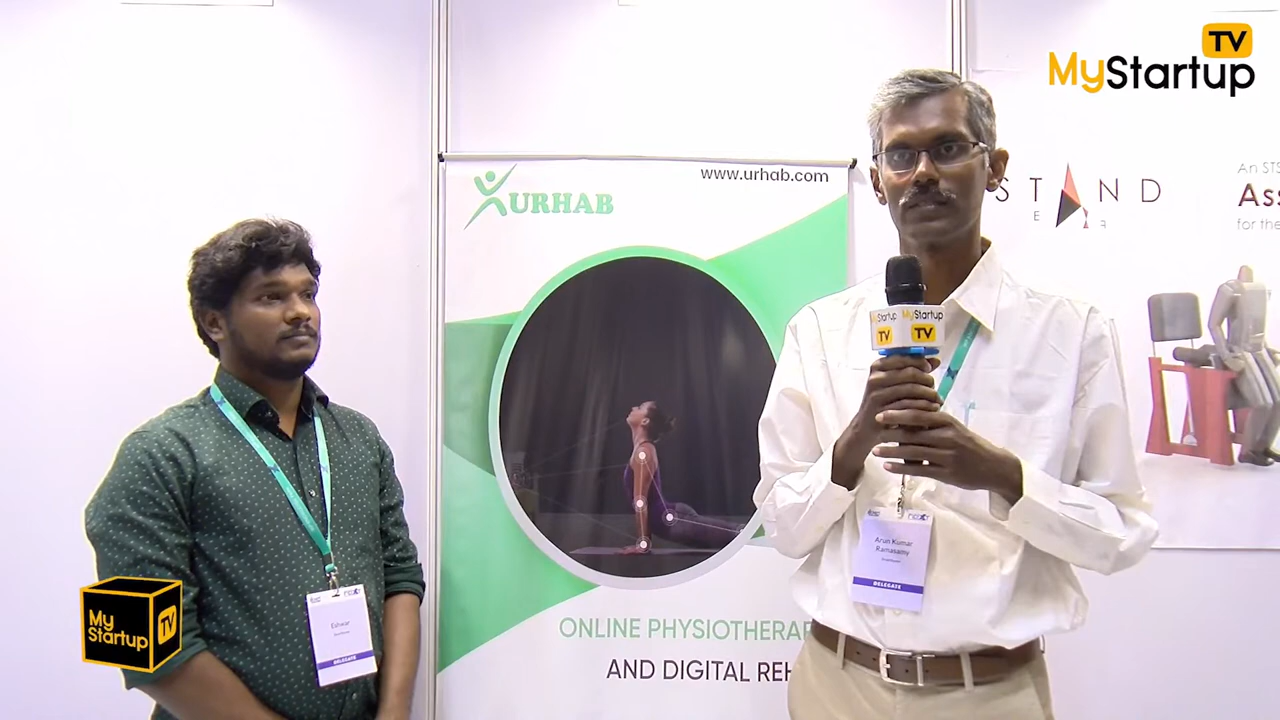 TV
MyStartup
www.urhab.com
URHAB
STAND
An STS
Ass
for the
MyStartup
TV
MyStartup
TV
Arun Kumar
Ramasamy
DELEGATE
Eshwar
DELEGATE
My
Startup
TV
ONLINE PHYSIOTHERAP
AND DIGITAL REH